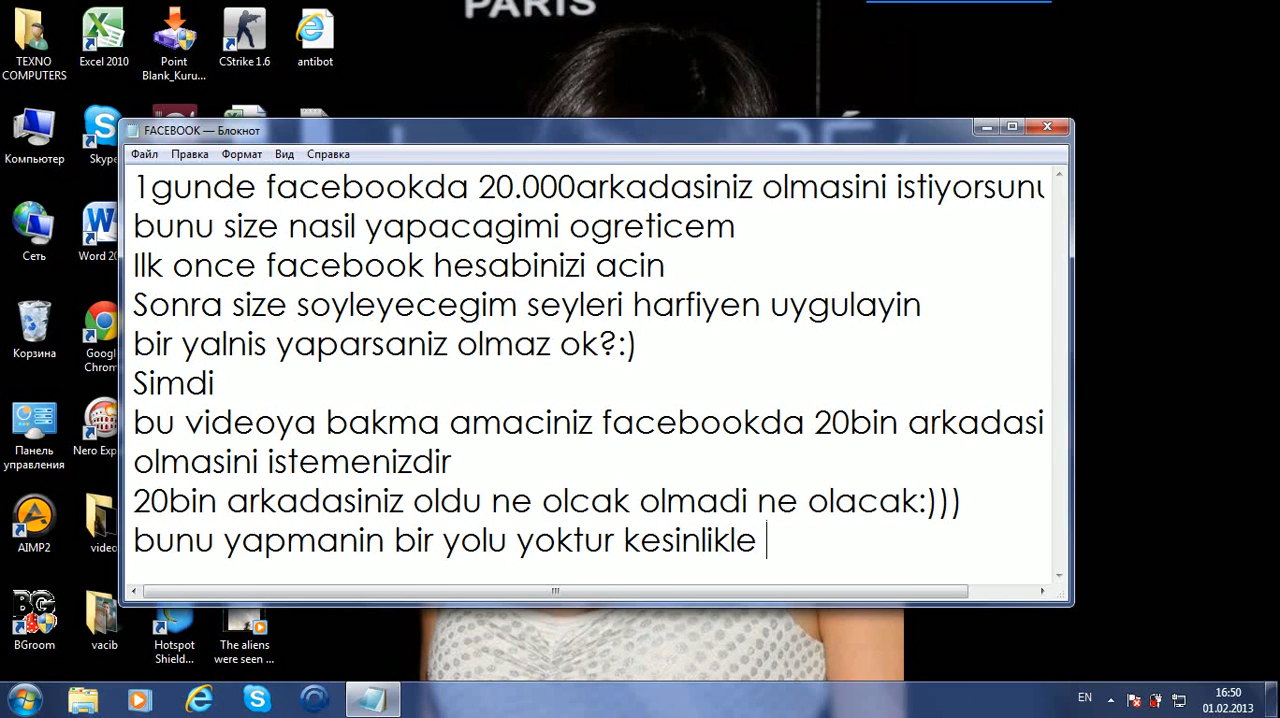 PARIS
TEXNO COMPUTERS
Excel 2010
Point Blank_Kuru...
CStrike 1.6
antibot
Компьютер
Skype
Сеть
Word 20
Корзина
Google Chrom
Панель управления
Nero Exp
AIMP2
video
BGroom
vacib
Hotspot Shield...
The aliens were seen ...
FACEBOOK — Блокнот
Файл Правка Формат Вид Справка
1gunde facebookda 20.000arkadasiniz olmasini istiyorsunu
bunu size nasil yapacagimi ogreticem
Ilk once facebook hesabinizi acin
Sonra size soyleyecegim seyleri harfiyen uygulayin
bir yalnis yaparsaniz olmaz ok?:)
Simdi
bu videoya bakma amaciniz facebookda 20bin arkadasi
olmasini istemenizdir
20bin arkadasiniz oldu ne olcak olmadi ne olacak:)))
bunu yapmanin bir yolu yoktur kesinlikle
EN
16:50
01.02.2013